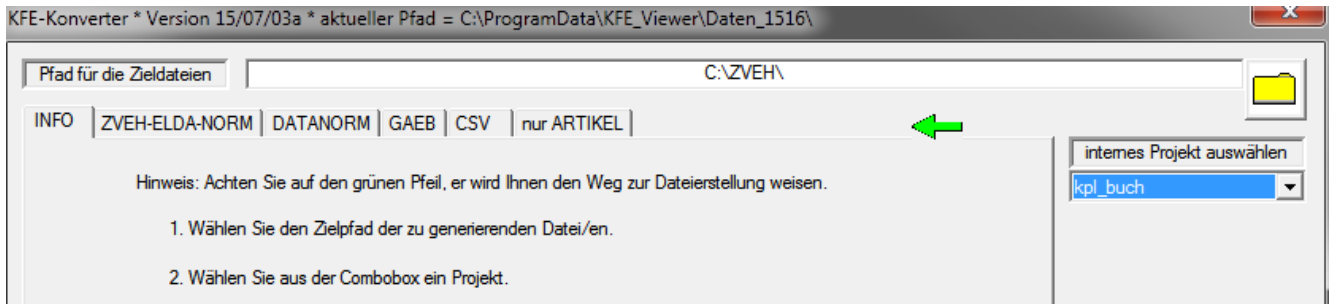 KFE-Konverter * Version 15/07/03a * aktueller Pfad = C:\ProgramData\KFE_Viewer\Daten_1516\
Pfad für die Zieldateien
C:\ZVEH\
INFO ZVEH-ELDA-NORM DATANORM GAEB CSV nur ARTIKEL
internes Projekt auswählen
kpl_buch
Hinweis: Achten Sie auf den grünen Pfeil, er wird Ihnen den Weg zur Dateierstellung weisen.
1. Wählen Sie den Zielpfad der zu generierenden Datei/en.
2. Wählen Sie aus der Combobox ein Projekt.